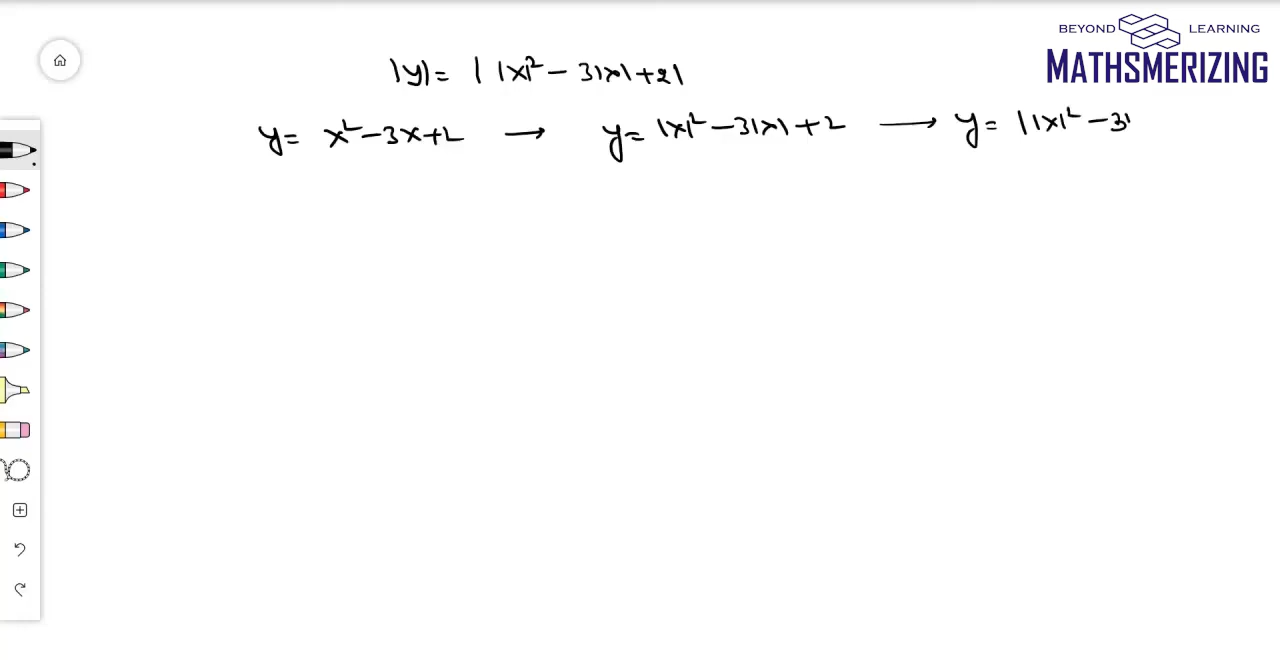 BEYOND LEARNING
MATHSMERIZING
|y| = | |x|² - 3|x| + 2|
y = x² - 3x + 2 → y = |x|² - 3|x| + 2 → y = ||x|² - 3|